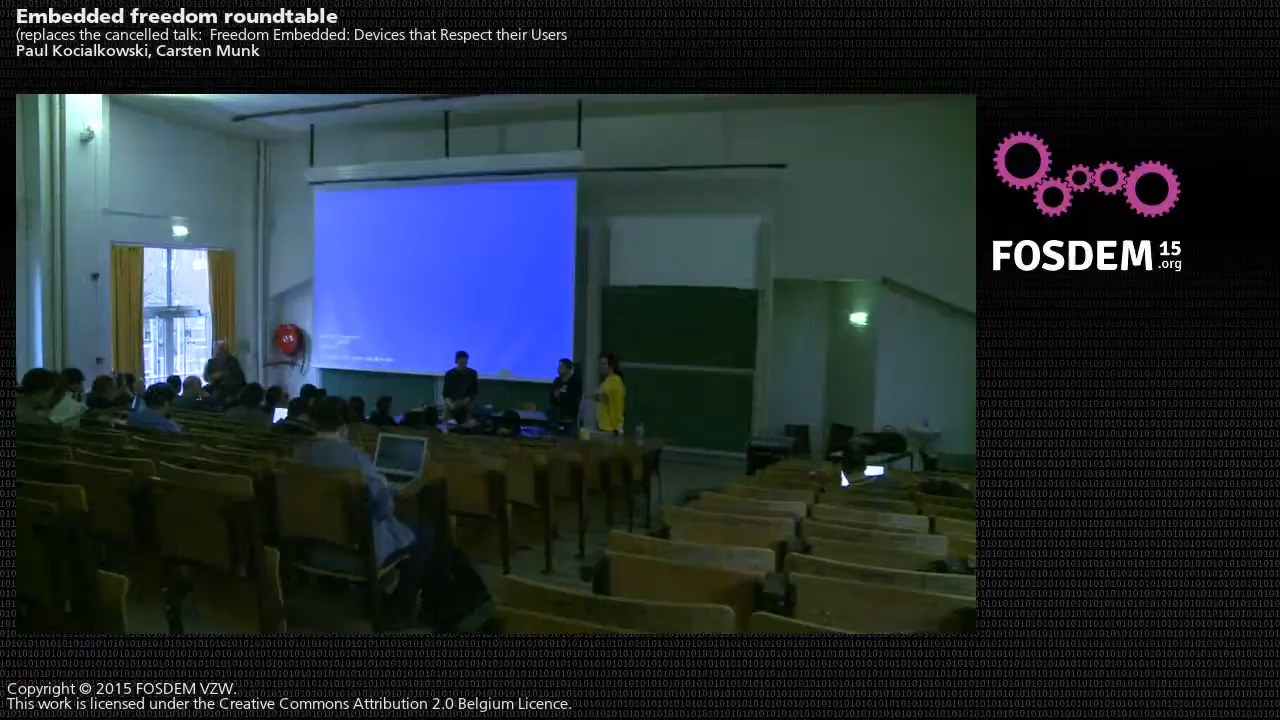 Embedded freedom roundtable
(replaces the cancelled talk:  Freedom Embedded: Devices that Respect their Users
Paul Kocialkowski, Carsten Munk
FOSDEM 15
.org
Copyright © 2015 FOSDEM VZW.
This work is licensed under the Creative Commons Attribution 2.0 Belgium Licence.